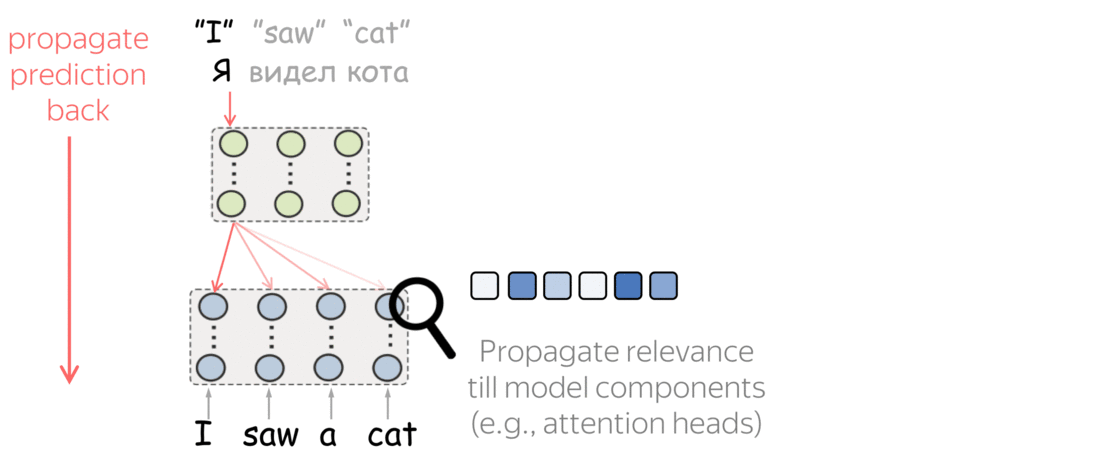 propagate
prediction
back
"I" "saw" "cat"
Я видел кота
I saw a cat
Propagate relevance
till model components
(e.g., attention heads)